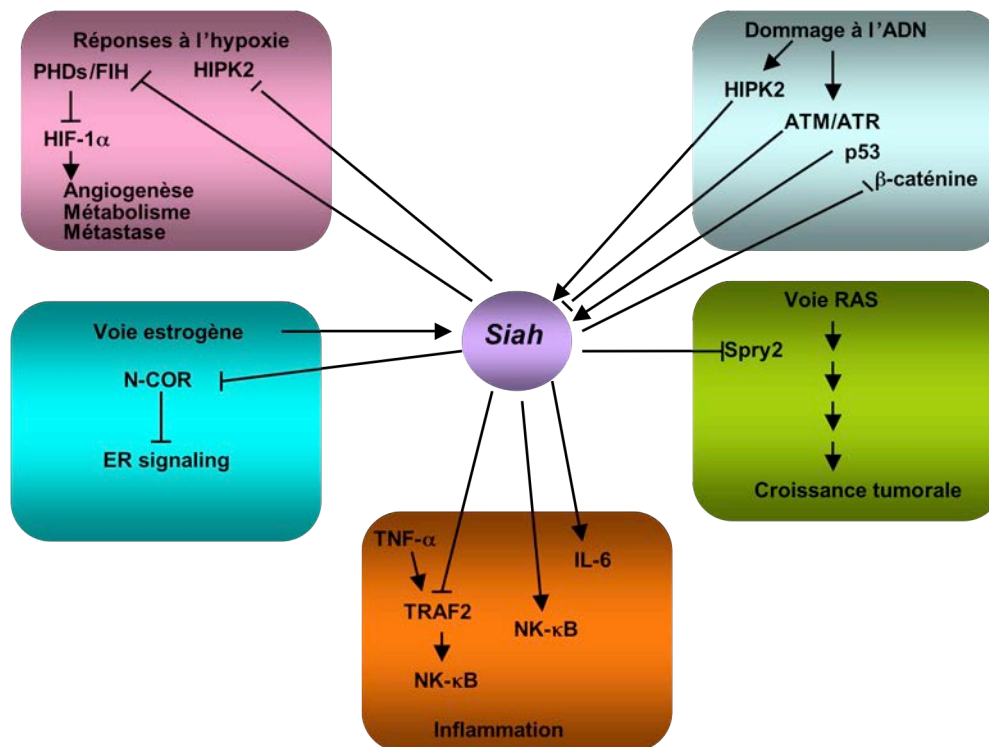 Réponses à l'hypoxie
PHDs/FIH
HIPK2
HIF-1α
Angiogenèse
Métabolisme
Métastase
Dommage à l'ADN
HIPK2
ATM/ATR
p53
β-caténine
Siah
Voie estrogène
N-COR
ER signaling
Voie RAS
Spry2
Croissance tumorale
TNF-α
IL-6
TRAF2
NK-κB
NK-κB
Inflammation